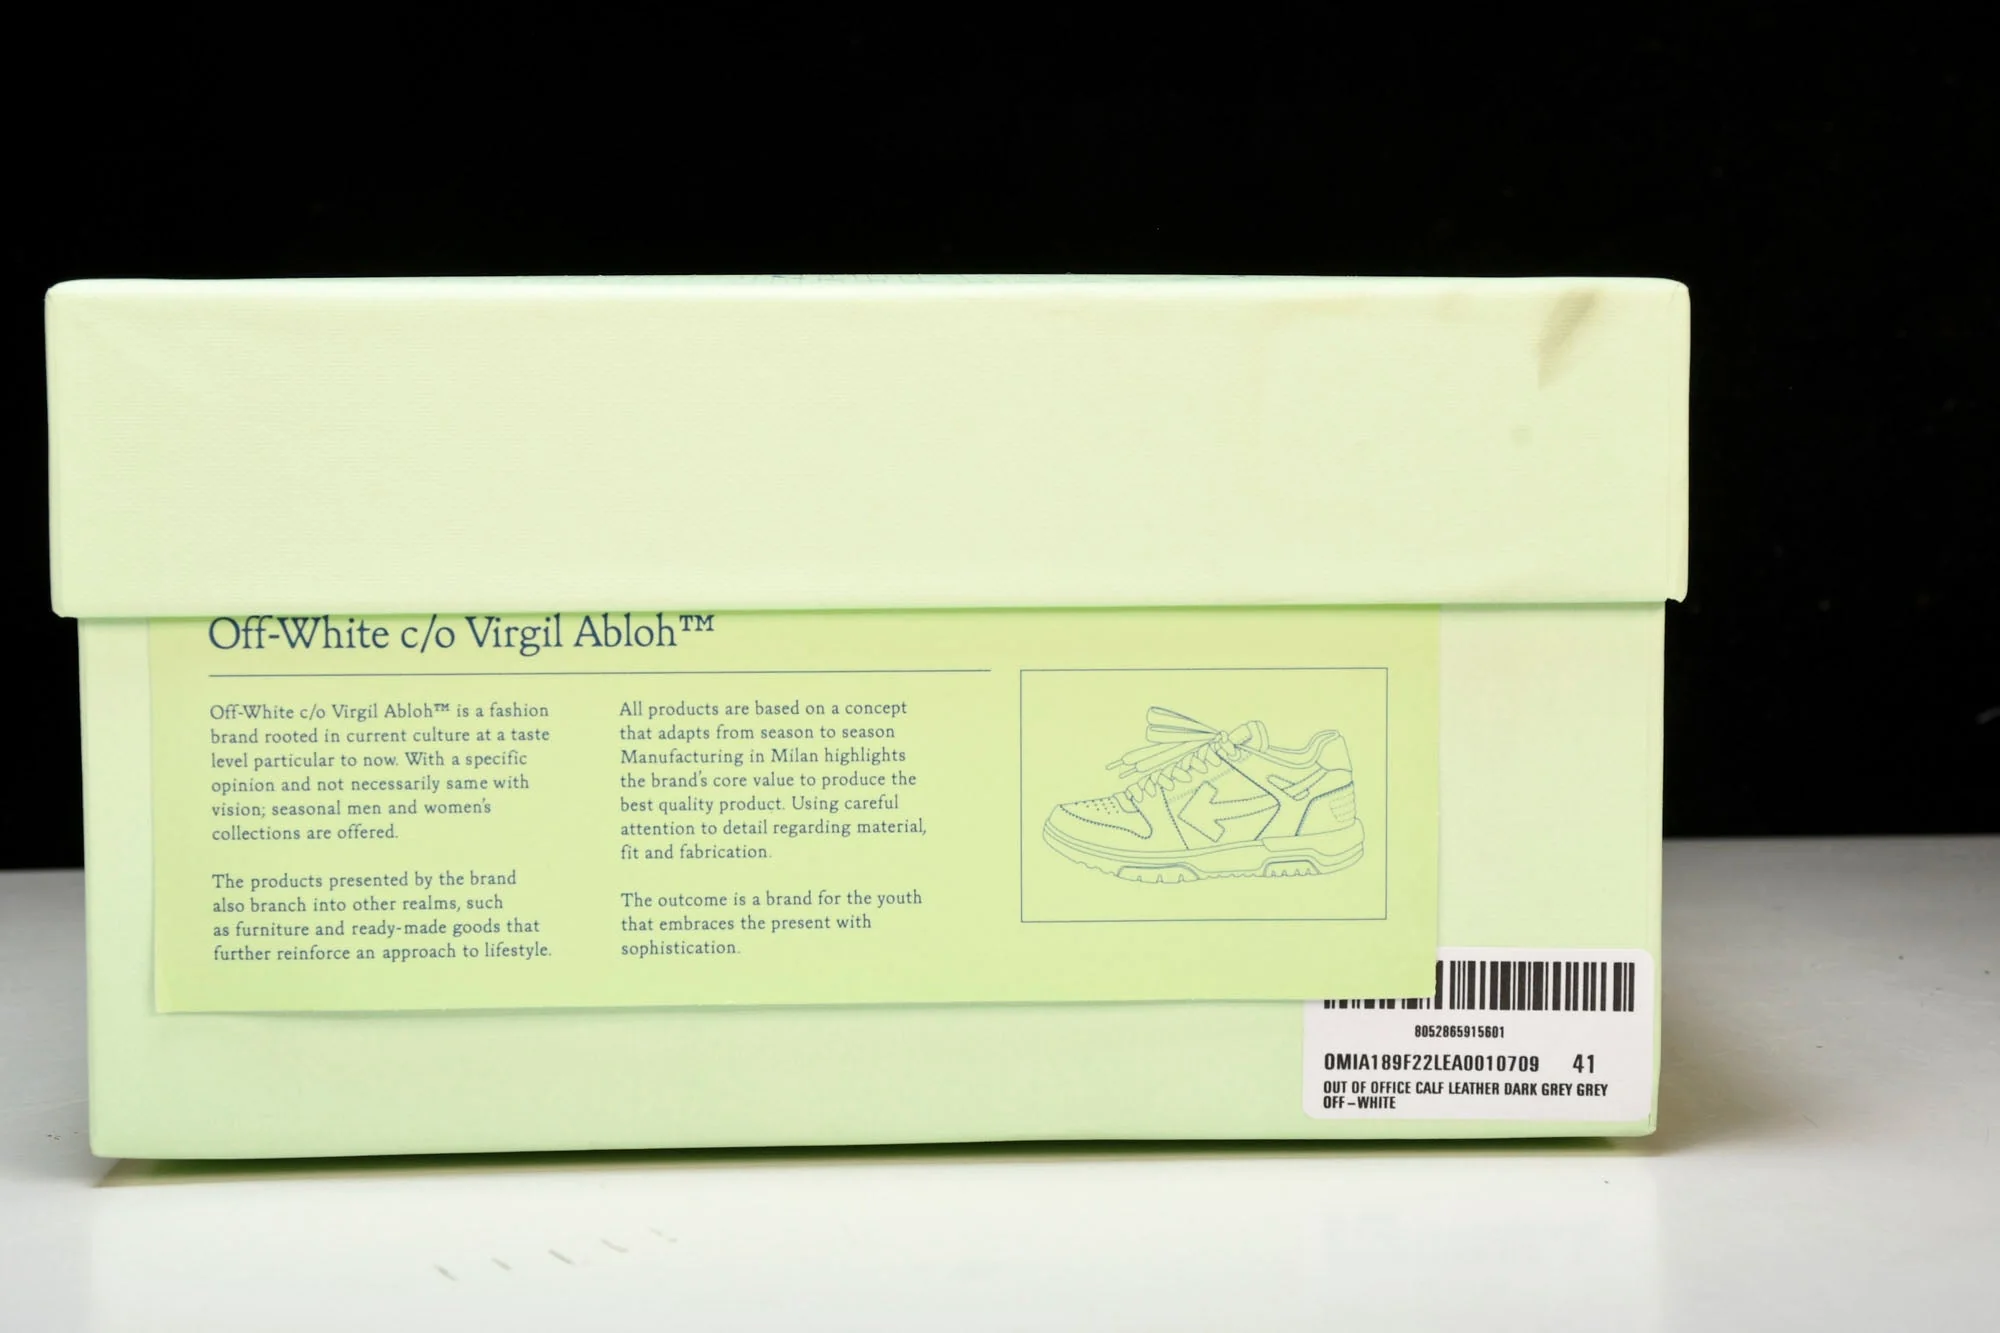 Off-White c/o Virgil Abloh™
Off-White c/o Virgil Abloh™ is a fashion
brand rooted in current culture at a taste
level particular to now. With a specific
opinion and not necessarily same with
vision; seasonal men and women's
collections are offered.
The products presented by the brand
also branch into other realms, such
as furniture and ready-made goods that
further reinforce an approach to lifestyle.
All products are based on a concept
that adapts from season to season
Manufacturing in Milan highlights
the brand's core value to produce the
best quality product. Using careful
attention to detail regarding material,
fit and fabrication.
The outcome is a brand for the youth
that embraces the present with
sophistication.
8052865915601
OMIA189F22LEA0010709 41
OUT OF OFFICE CALF LEATHER DARK GREY GREY
OFF-WHITE